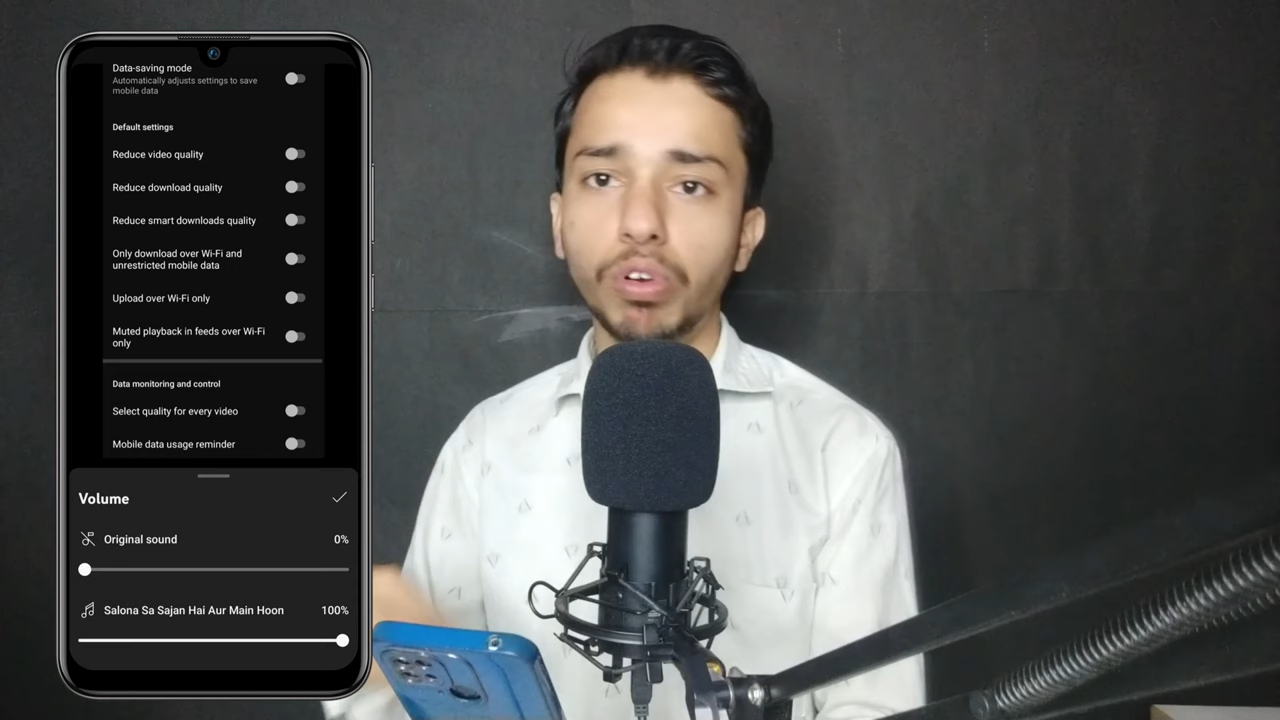 Data-saving mode
Automatically adjusts settings to save
mobile data
Default settings
Reduce video quality
Reduce download quality
Reduce smart downloads quality
Only download over Wi-Fi and
unrestricted mobile data
Upload over Wi-Fi only
Muted playback in feeds over Wi-Fi
only
Data monitoring and control
Select quality for every video
Mobile data usage reminder
Volume
Original sound 0%
Salona Sa Sajan Hai Aur Main Hoon 100%